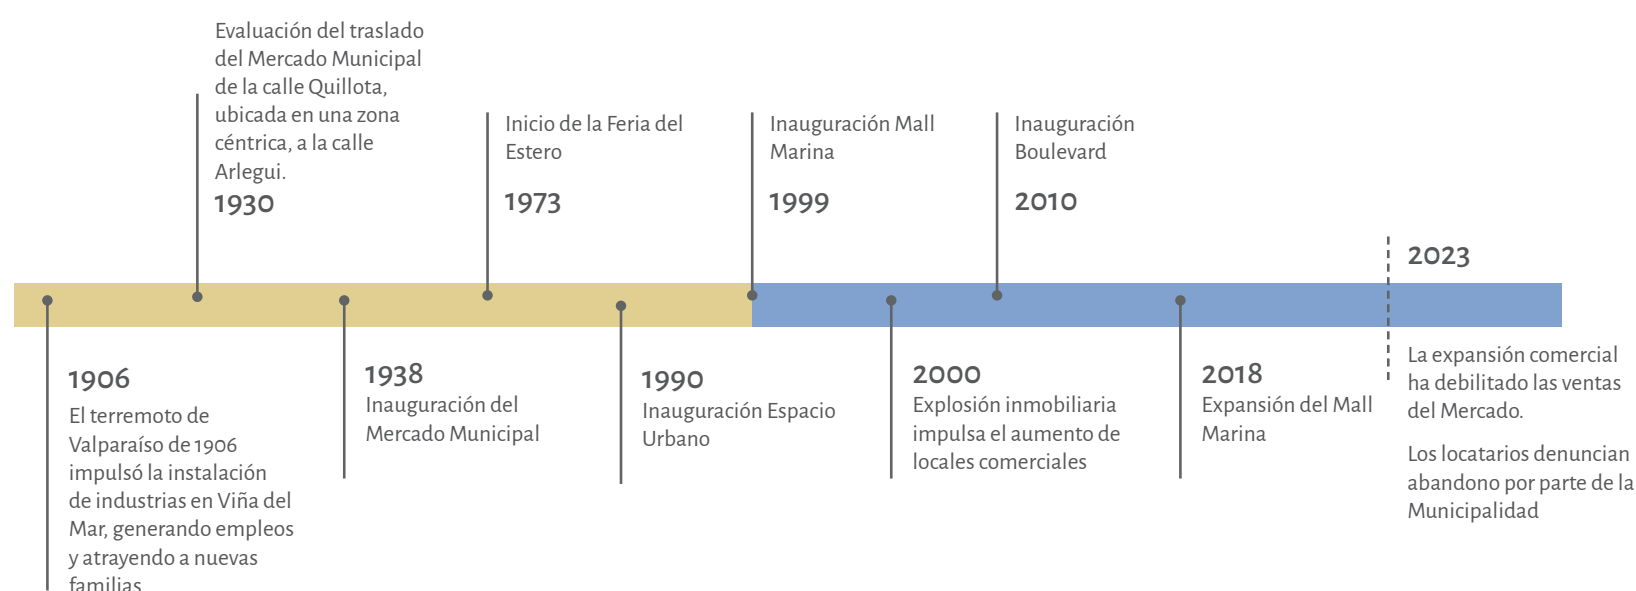 Evaluación del traslado
del Mercado Municipal
de la calle Quillota,
ubicada en una zona
céntrica, a la calle
Arlegui.
1930
Inicio de la Feria del
Estero
1973
Inauguración Mall
Marina
1999
Inauguración
Boulevard
2010
2023
La expansión comercial
ha debilitado las ventas
del Mercado.
Los locatarios denuncian
abandono por parte de la
Municipalidad
1906
El terremoto de
Valparaíso de 1906
impulsó la instalación
de industrias en Viña del
Mar, generando empleos
y atrayendo a nuevas
familias
1938
Inauguración del
Mercado Municipal
1990
Inauguración Espacio
Urbano
2000
Explosión inmobiliaria
impulsa el aumento de
locales comerciales
2018
Expansión del Mall
Marina